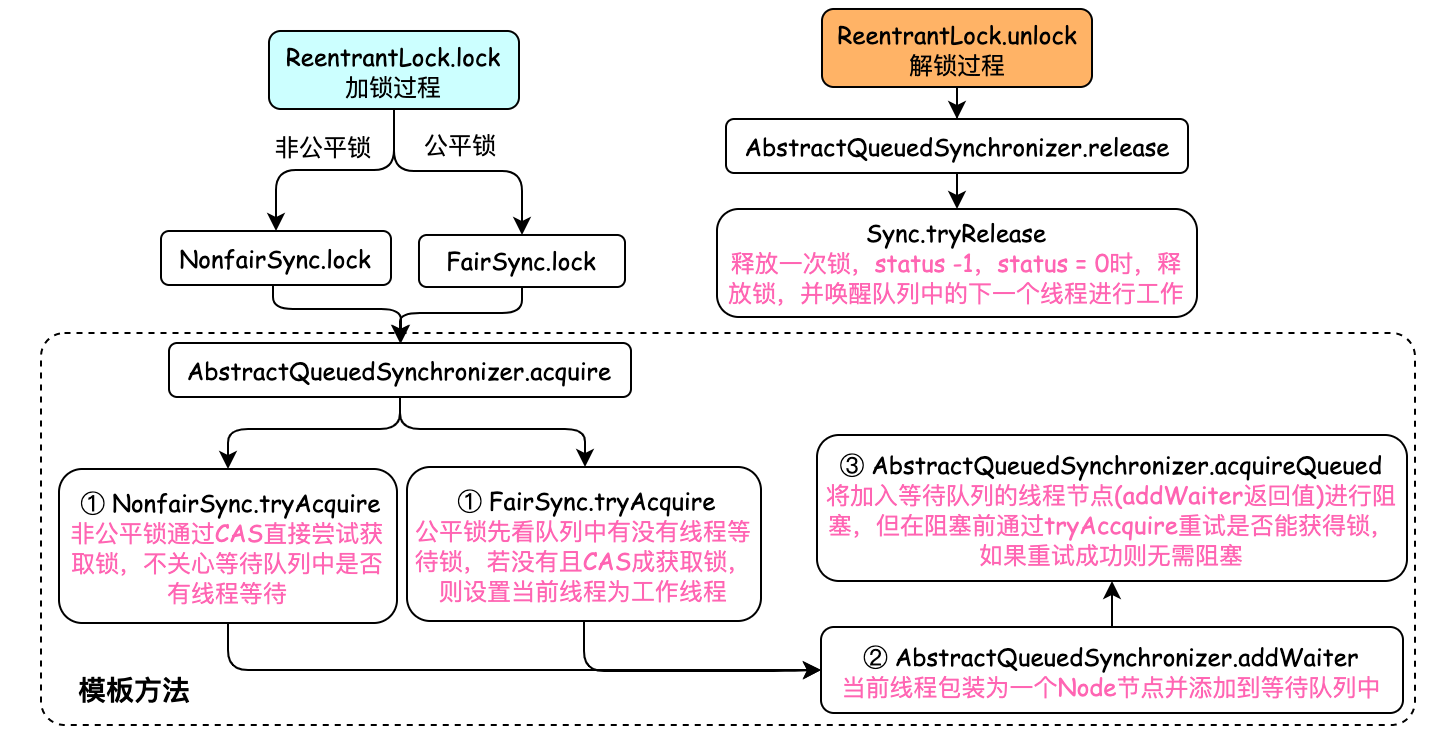 ReentrantLock.lock
加锁过程
非公平锁
公平锁
NonfairSync.lock
FairSync.lock
ReentrantLock.unlock
解锁过程
AbstractQueuedSynchronizer.release
Sync.tryRelease
释放一次锁，status -1，status = 0时，释
放锁，并唤醒队列中的下一个线程进行工作
AbstractQueuedSynchronizer.acquire
① NonfairSync.tryAcquire
非公平锁通过CAS直接尝试获
取锁，不关心等待队列中是否
有线程等待
① FairSync.tryAcquire
公平锁先看队列中有没有线程等
待锁，若没有且CAS成获取锁，
则设置当前线程为工作线程
② AbstractQueuedSynchronizer.addWaiter
当前线程包装为一个Node节点并添加到等待队列中
③ AbstractQueuedSynchronizer.acquireQueued
将加入等待队列的线程节点(addWaiter返回值)进行阻
塞，但在阻塞前通过tryAccquire重试是否能获得锁，
如果重试成功则无需阻塞
模板方法